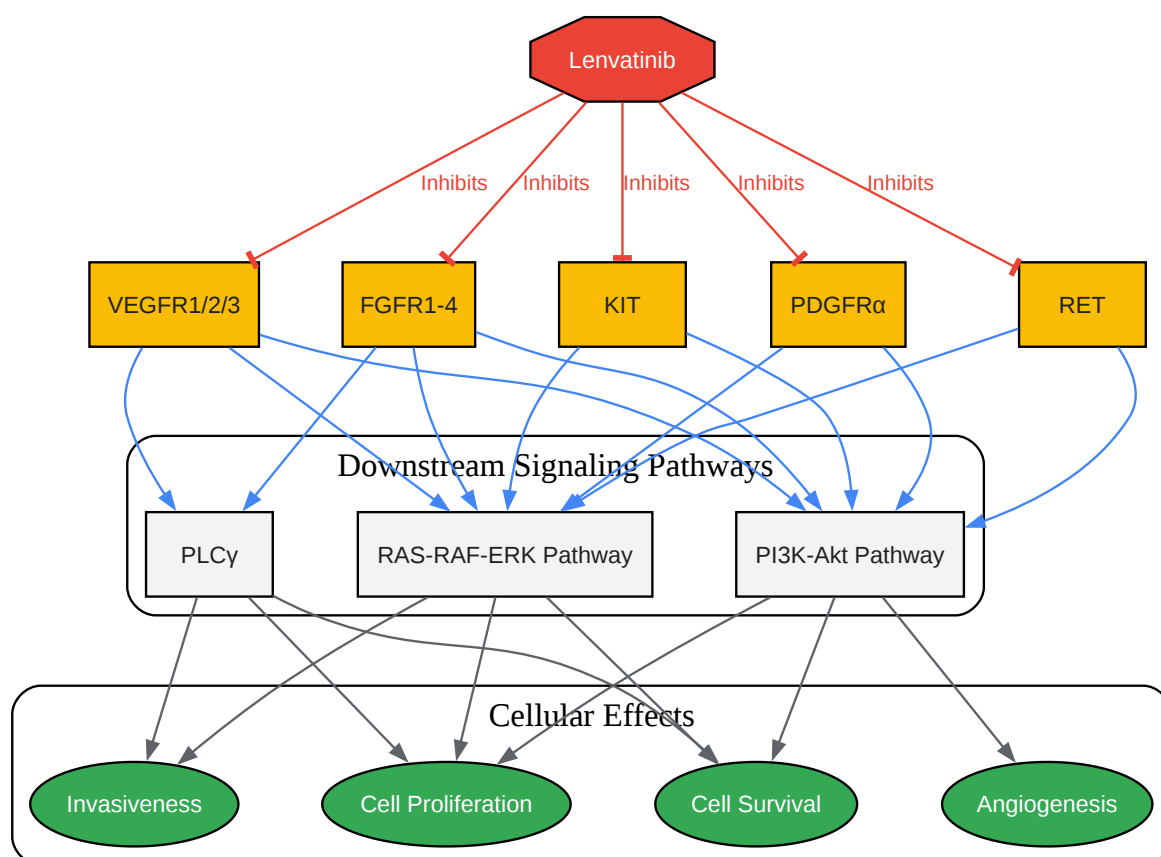 Lenvatinib
Inhibits
Inhibits
Inhibits
Inhibits
Inhibits
VEGFR1/2/3
FGFR1-4
KIT
PDGFRα
RET
Downstream Signaling Pathways
PLCγ
RAS-RAF-ERK Pathway
PI3K-Akt Pathway
Cellular Effects
Invasiveness
Cell Proliferation
Cell Survival
Angiogenesis